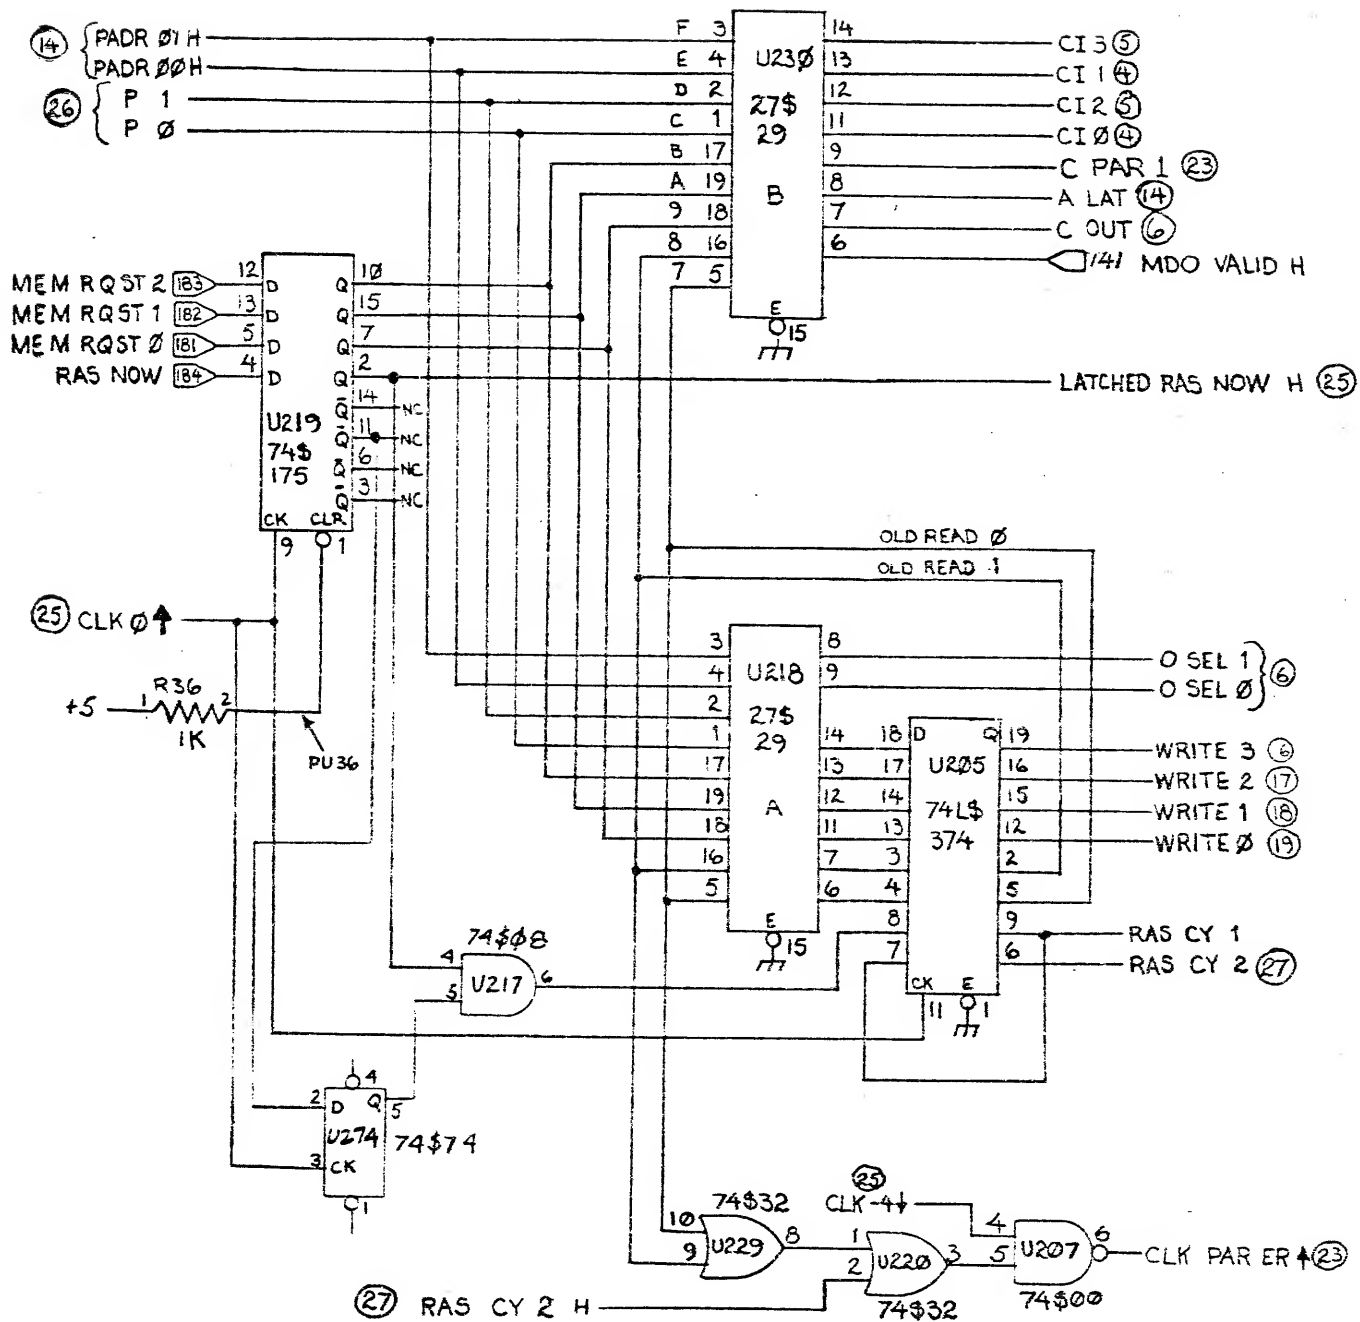 14 { PADR Ø1 H F 3 14 CI 3 5
PADR ØØ H E 4 U23Ø 13 CI 1 4
26 { P 1 D 2 27$ 12 CI 2 5
P Ø C 1 29 11 CI Ø 4
B 17 9 C PAR 1 23
A 19 B 8 A LAT 14
9 18 7 C OUT 6
8 16 6 141 MDO VALID H
7 5
E 15
MEM RQST 2 183 12 D Q 10
MEM RQST 1 182 13 D Q 15
MEM RQST Ø 181 5 D Q 7
RAS NOW 184 4 D Q 2 LATCHED RAS NOW H 25
Q̄ 14 NC
U219 Q̄ 11 NC
74$ Q̄ 6 NC
175 Q̄ 3 NC
CK CLR
9 1
OLD READ Ø
OLD READ 1
25 CLK Ø ↑
+5 1 R36 2
1K
PU36
3 8 O SEL 1
4 U218 9 O SEL Ø } 6
2 27$
1 29 14 18 D Q 19 WRITE 3 6
17 13 17 U205 16 WRITE 2 17
19 A 12 14 74L$ 15 WRITE 1 18
18 11 13 374 12 WRITE Ø 19
16 7 3 2
5 6 4 5
E 15 8 9 RAS CY 1
7 6 RAS CY 2 27
CK E
11 1
74$Ø8
4 U217 6
5
4
2 D Q 5
U274 74$74
3 CK
1
74$32
10 U229 8
9
25
CLK -4↓
1 U22Ø 3
2
74$32
4 U207 6 CLK PAR ER ↑ 23
5
74$00
27 RAS CY 2 H